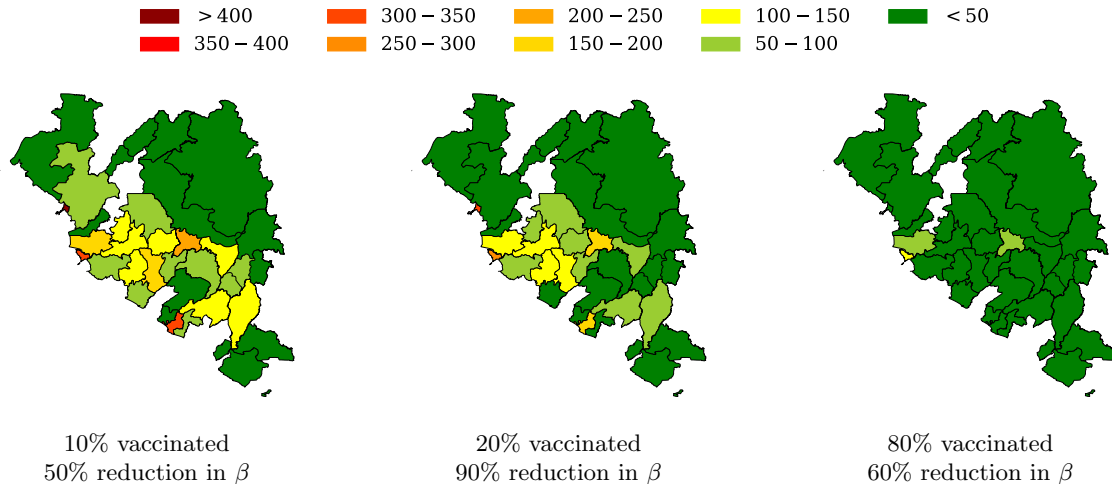 > 400
300 − 350
200 − 250
100 − 150
< 50
350 − 400
250 − 300
150 − 200
50 − 100
10% vaccinated
50% reduction in β
20% vaccinated
90% reduction in β
80% vaccinated
60% reduction in β